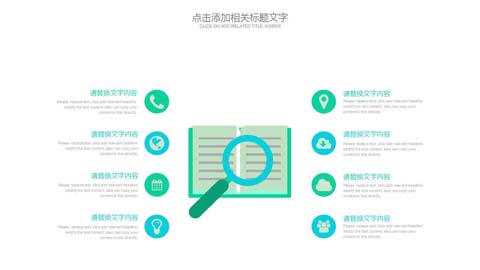 点击添加相关标题文字
CLICK ON ADD RELATED TITLE WORDS
请替换文字内容
Please replace text, click add relevant headline,
modify the text content, also can copy your
content to this directly.
请替换文字内容
Please replace text, click add relevant headline,
modify the text content, also can copy your
content to this directly.
请替换文字内容
Please replace text, click add relevant headline,
modify the text content, also can copy your
content to this directly.
请替换文字内容
Please replace text, click add relevant headline,
modify the text content, also can copy your
content to this directly.
请替换文字内容
Please replace text, click add relevant headline,
modify the text content, also can copy your
content to this directly.
请替换文字内容
Please replace text, click add relevant headline,
modify the text content, also can copy your
content to this directly.
请替换文字内容
Please replace text, click add relevant headline,
modify the text content, also can copy your
content to this directly.
请替换文字内容
Please replace text, click add relevant headline,
modify the text content, also can copy your
content to this directly.